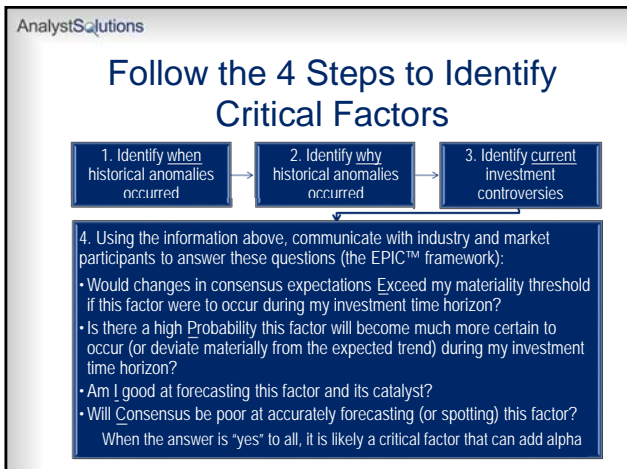 AnalystSolutions
Follow the 4 Steps to Identify
Critical Factors
1. Identify when
historical anomalies
occurred
2. Identify why
historical anomalies
occurred
3. Identify current
investment
controversies
4. Using the information above, communicate with industry and market
participants to answer these questions (the EPIC™ framework):
• Would changes in consensus expectations Exceed my materiality threshold
if this factor were to occur during my investment time horizon?
• Is there a high Probability this factor will become much more certain to
occur (or deviate materially from the expected trend) during my investment
time horizon?
• Am I good at forecasting this factor and its catalyst?
• Will Consensus be poor at accurately forecasting (or spotting) this factor?
When the answer is "yes" to all, it is likely a critical factor that can add alpha